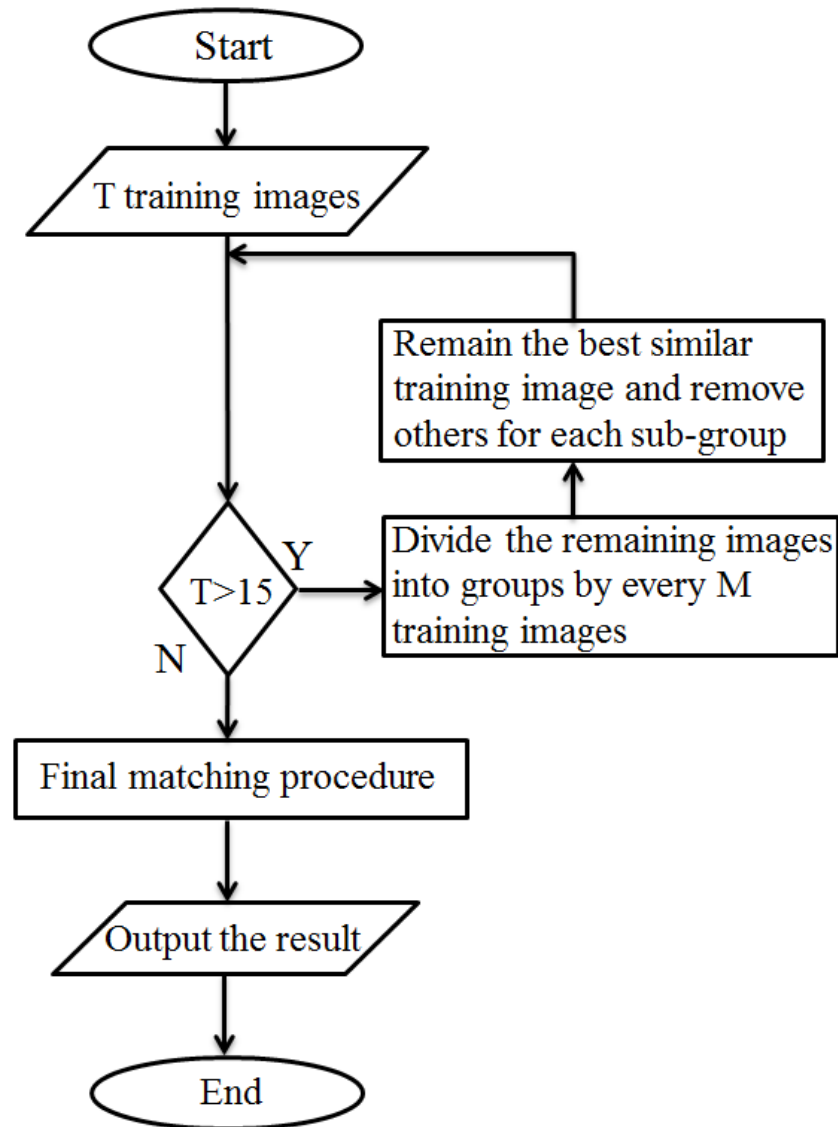 Start
T training images
Remain the best similar
training image and remove
others for each sub-group
Divide the remaining images
into groups by every M
training images
Y
T>15
N
Final matching procedure
Output the result
End